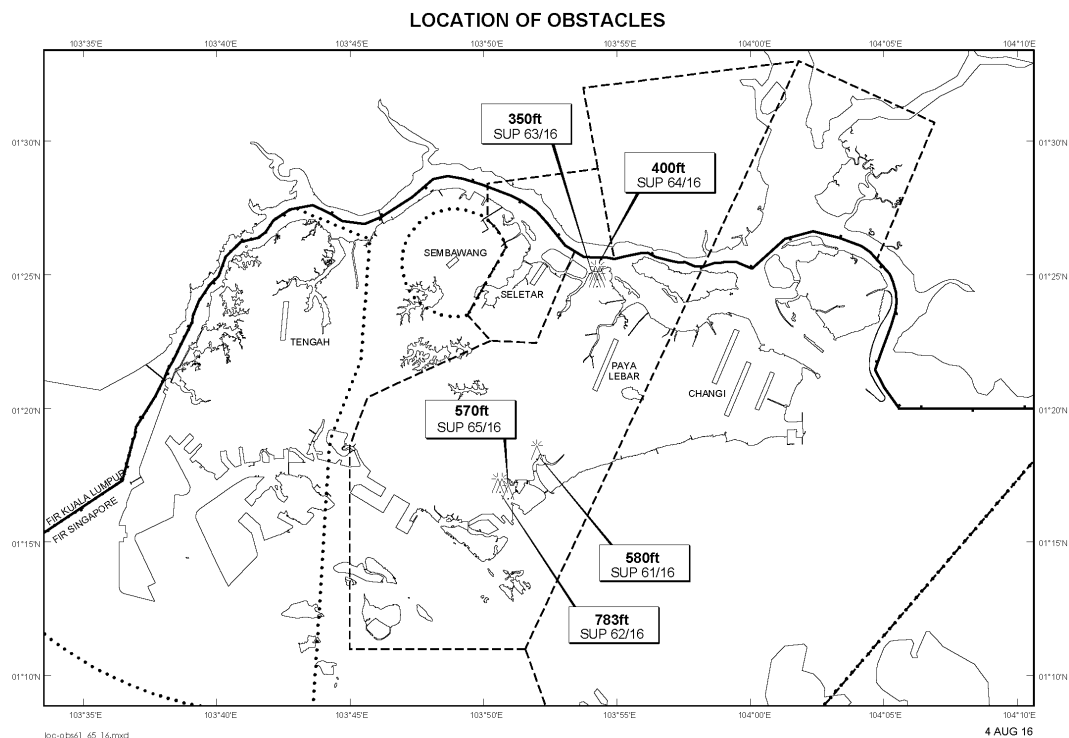 LOCATION OF OBSTACLES
103°35'E 103°40'E 103°45'E 103°50'E 103°55'E 104°00'E 104°05'E 104°10'E
350ft
SUP 63/16
01°30'N 01°30'N
400ft
SUP 64/16
SEMBAWANG
01°25'N 01°25'N
SELETAR
TENGAH
PAYA
LEBAR
CHANGI
01°20'N 01°20'N
570ft
SUP 65/16
FIR KUALA LUMPUR
FIR SINGAPORE
01°15'N 01°15'N
580ft
SUP 61/16
783ft
SUP 62/16
01°10'N 01°10'N
103°35'E 103°40'E 103°45'E 103°50'E 103°55'E 104°00'E 104°05'E 104°10'E
loc-obs61_65_16.mxd
4 AUG 16